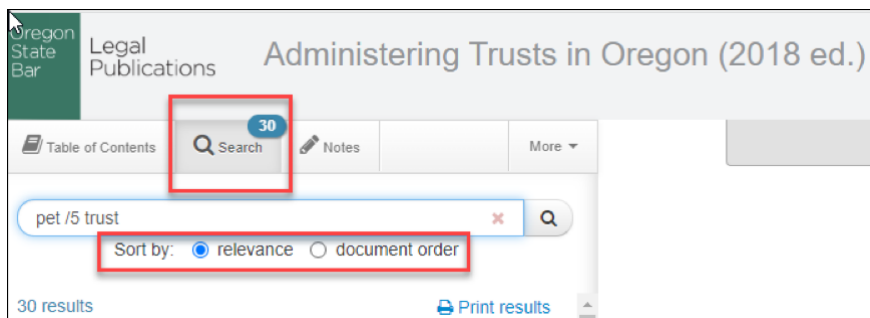 Oregon
State
Bar
Legal
Publications
Administering Trusts in Oregon (2018 ed.)
Table of Contents
Search
30
Notes
More
pet /5 trust
Sort by: relevance document order
30 results
Print results